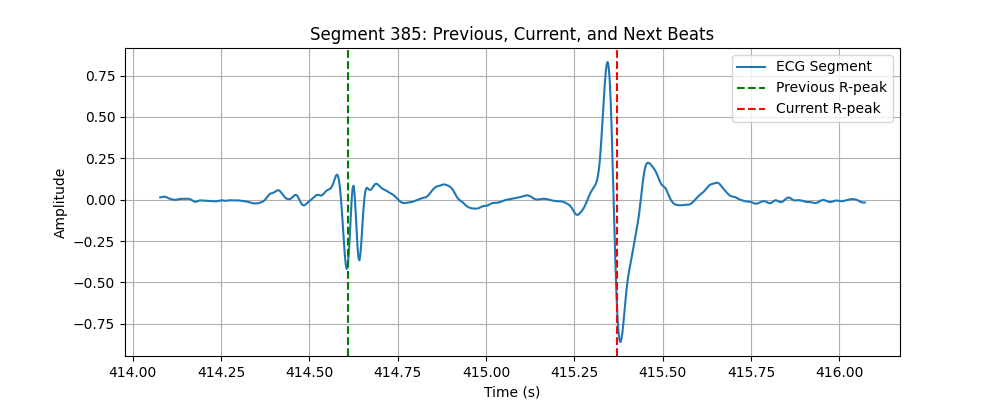 Segment 385: Previous, Current, and Next Beats
ECG Segment
Previous R-peak
Current R-peak
Amplitude
0.75
0.50
0.25
0.00
−0.25
−0.50
−0.75
414.00 414.25 414.50 414.75 415.00 415.25 415.50 415.75 416.00
Time (s)